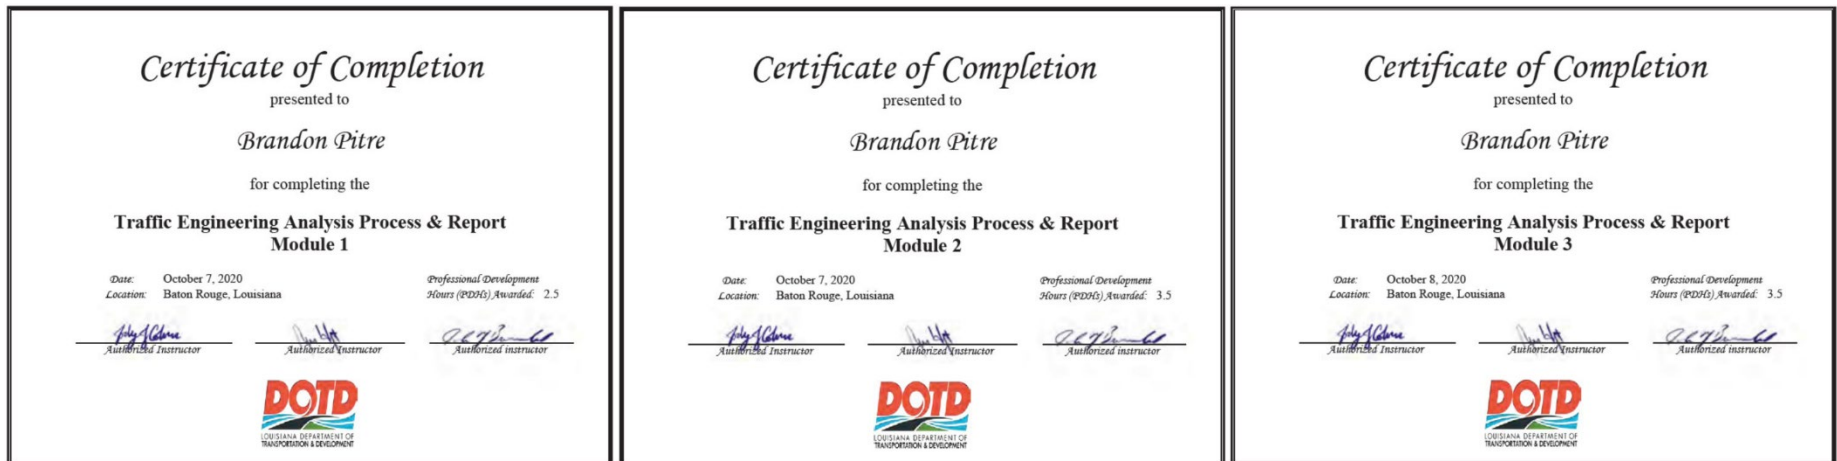 Certificate of Completion
presented to
Brandon Pitre
for completing the
Traffic Engineering Analysis Process & Report
Module 1
Date: October 7, 2020
Location: Baton Rouge, Louisiana
Professional Development
Hours (PDHs) Awarded: 2.5
Authorized Instructor
Authorized Instructor
Authorized instructor
DOTD
LOUISIANA DEPARTMENT OF
TRANSPORTATION & DEVELOPMENT
Certificate of Completion
presented to
Brandon Pitre
for completing the
Traffic Engineering Analysis Process & Report
Module 2
Date: October 7, 2020
Location: Baton Rouge, Louisiana
Professional Development
Hours (PDHs) Awarded: 3.5
Authorized Instructor
Authorized Instructor
Authorized instructor
DOTD
LOUISIANA DEPARTMENT OF
TRANSPORTATION & DEVELOPMENT
Certificate of Completion
presented to
Brandon Pitre
for completing the
Traffic Engineering Analysis Process & Report
Module 3
Date: October 8, 2020
Location: Baton Rouge, Louisiana
Professional Development
Hours (PDHs) Awarded: 3.5
Authorized Instructor
Authorized Instructor
Authorized instructor
DOTD
LOUISIANA DEPARTMENT OF
TRANSPORTATION & DEVELOPMENT